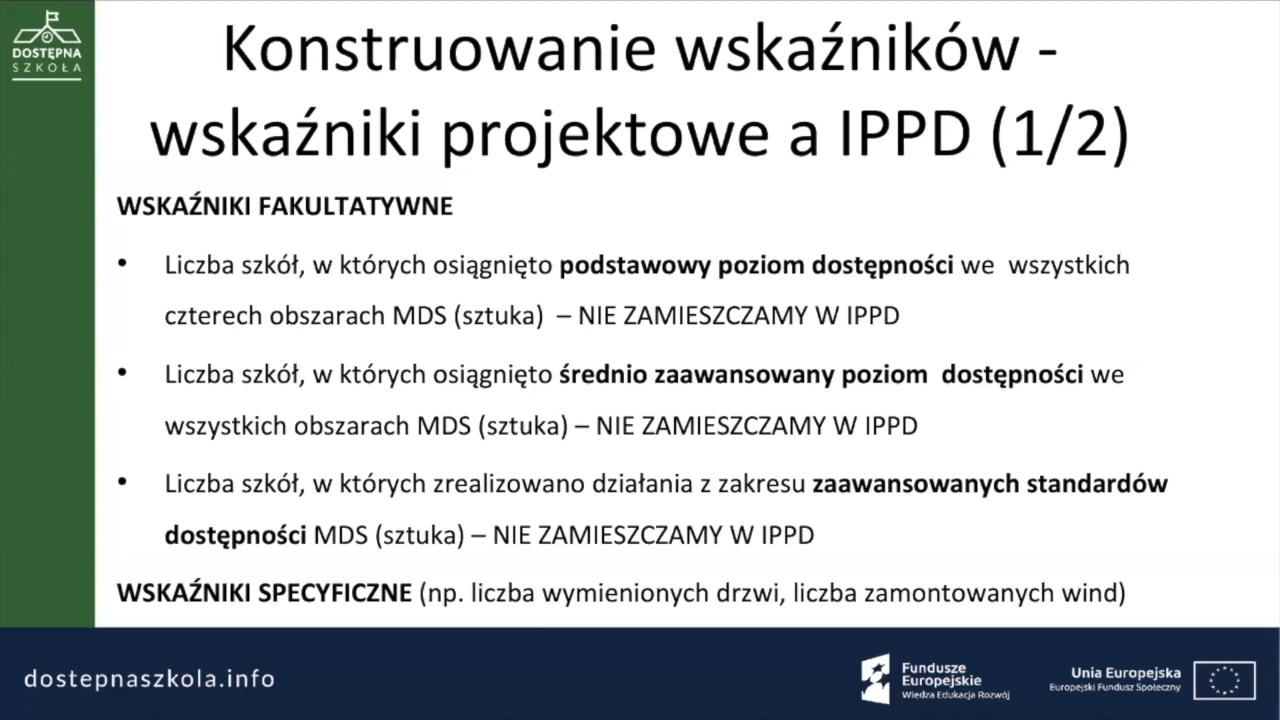 DOSTĘPNA
SZKOŁA
Konstruowanie wskaźników -
wskaźniki projektowe a IPPD (1/2)
WSKAŹNIKI FAKULTATYWNE
• Liczba szkół, w których osiągnięto podstawowy poziom dostępności we wszystkich
czterech obszarach MDS (sztuka) – NIE ZAMIESZCZAMY W IPPD
• Liczba szkół, w których osiągnięto średnio zaawansowany poziom dostępności we
wszystkich obszarach MDS (sztuka) – NIE ZAMIESZCZAMY W IPPD
• Liczba szkół, w których zrealizowano działania z zakresu zaawansowanych standardów
dostępności MDS (sztuka) – NIE ZAMIESZCZAMY W IPPD
WSKAŹNIKI SPECYFICZNE (np. liczba wymienionych drzwi, liczba zamontowanych wind)
dostepnaszkola.info
Fundusze
Europejskie
Wiedza Edukacja Rozwój
Unia Europejska
Europejski Fundusz Społeczny